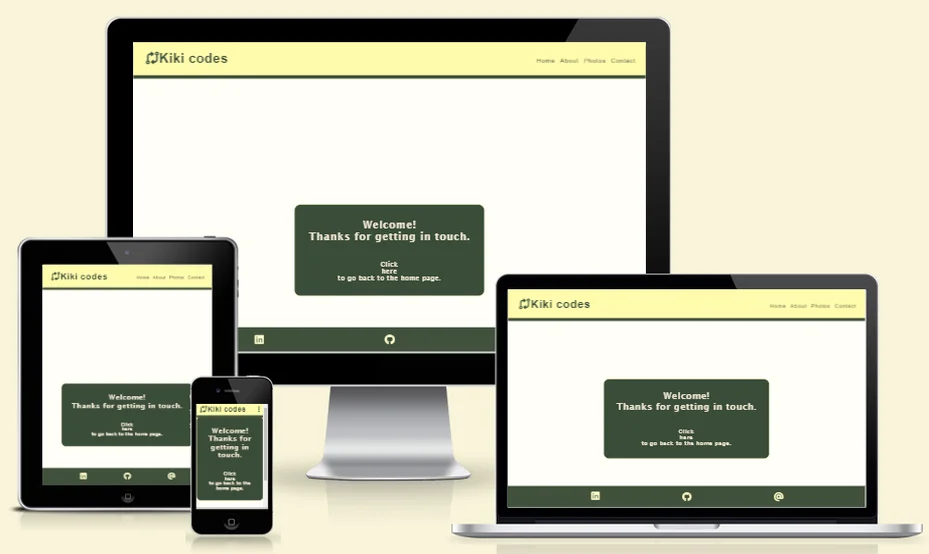 Kiki codes
Home About Photos Contact
Welcome!
Thanks for getting in touch.
Click
here
to go back to the home page.
Kiki codes
Home About Photos Contact
Welcome!
Thanks for getting in touch.
Click
here
to go back to the home page.
Kiki codes
Welcome!
Thanks for
getting in
touch.
Click
here
to go back to the
home page.
Kiki codes
Home About Photos Contact
Welcome!
Thanks for getting in touch.
Click
here
to go back to the home page.